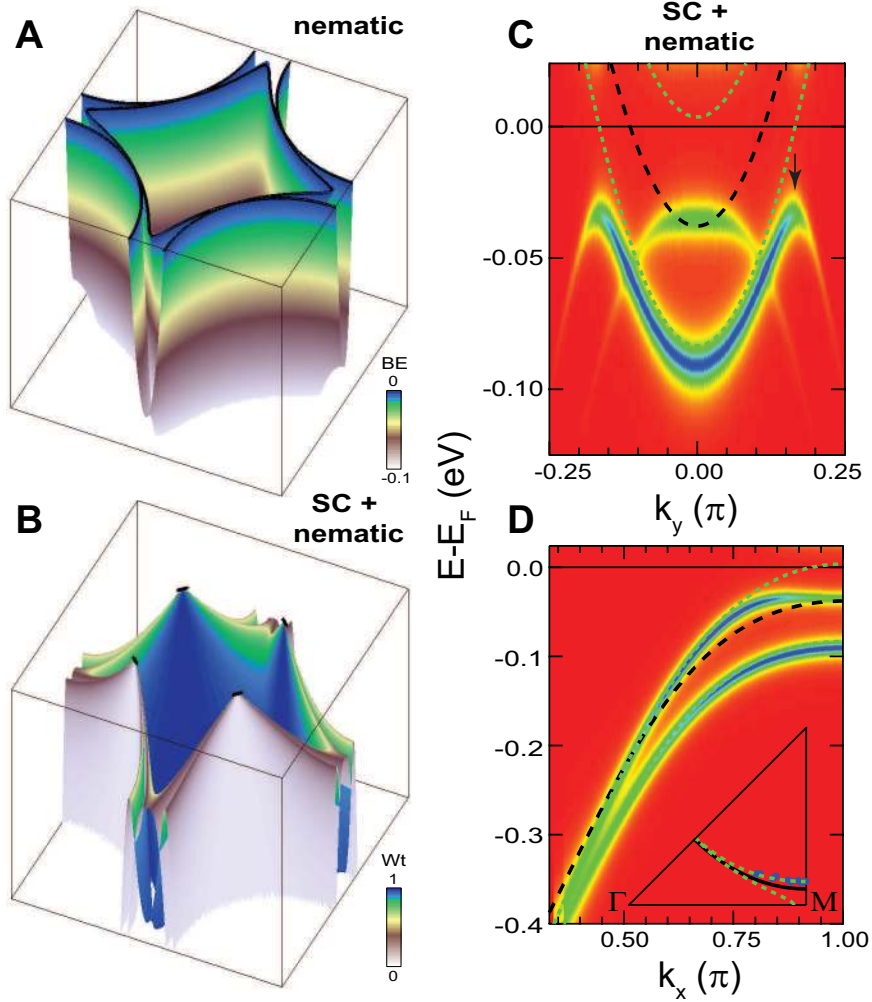 A
nematic
BE
0
-0.1
B
SC +
nematic
Wt
1
0
C
SC +
nematic
0.00
-0.05
-0.10
-0.25
0.00
0.25
k_y (π)
E-E_F (eV)
D
0.0
-0.1
-0.2
-0.3
-0.4
Γ
M
0.50
0.75
1.00
k_x (π)